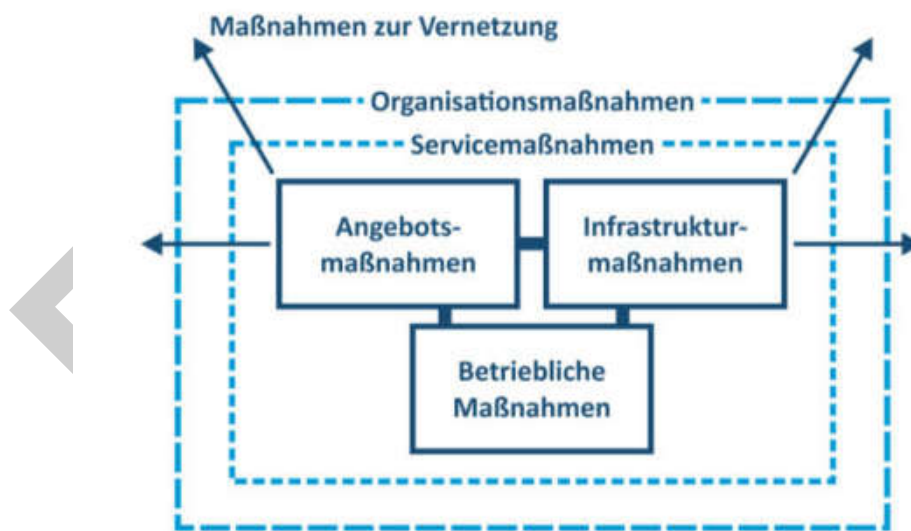 Maßnahmen zur Vernetzung
Organisationsmaßnahmen
Servicemaßnahmen
Angebots-
maßnahmen
Infrastruktur-
maßnahmen
Betriebliche
Maßnahmen